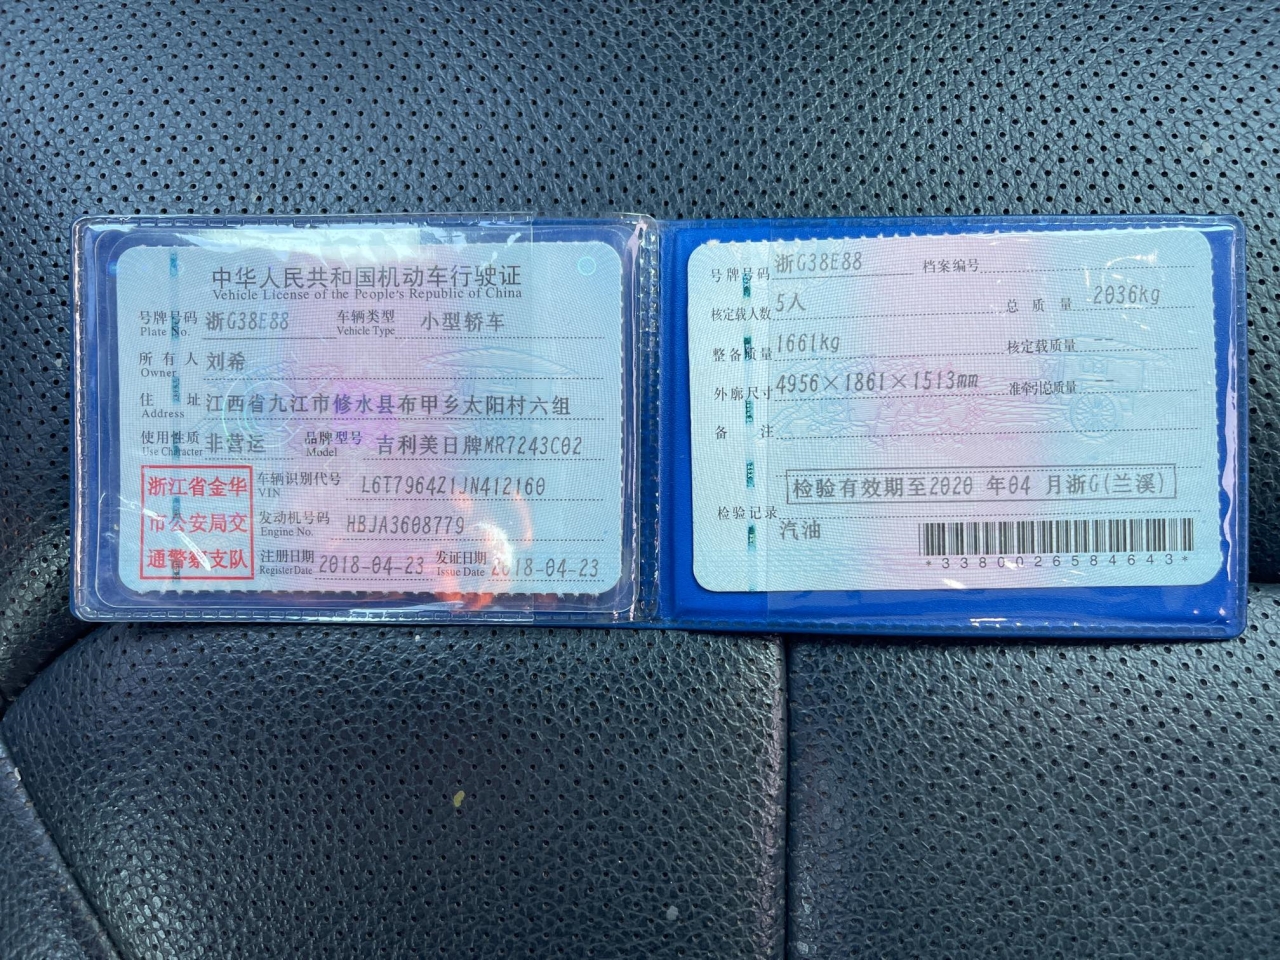 中华人民共和国机动车行驶证
Vehicle License of the People's Republic of China
号牌号码 浙G38E88 车辆类型 小型轿车
Plate No. Vehicle Type
所有人 刘希
Owner
住址 江西省九江市修水县布甲乡太阳村六组
Address
使用性质 非营运 品牌型号 吉利美日牌MR7243C02
Use Character Model
浙江省金华
市公安局交
通警察支队
车辆识别代号 L6T7964Z1JN412160
VIN
发动机号码 HBJA3608779
Engine No.
注册日期 2018-04-23 发证日期 2018-04-23
Register Date Issue Date
号牌号码 浙G38E88 档案编号
核定载人数 5人 总质量 2036kg
整备质量 1661kg 核定载质量 --
外廓尺寸 4956×1861×1513mm 准牵引总质量 --
备注
检验有效期至2020 年04 月浙G(兰溪)
检验记录
汽油
*3380026584643*